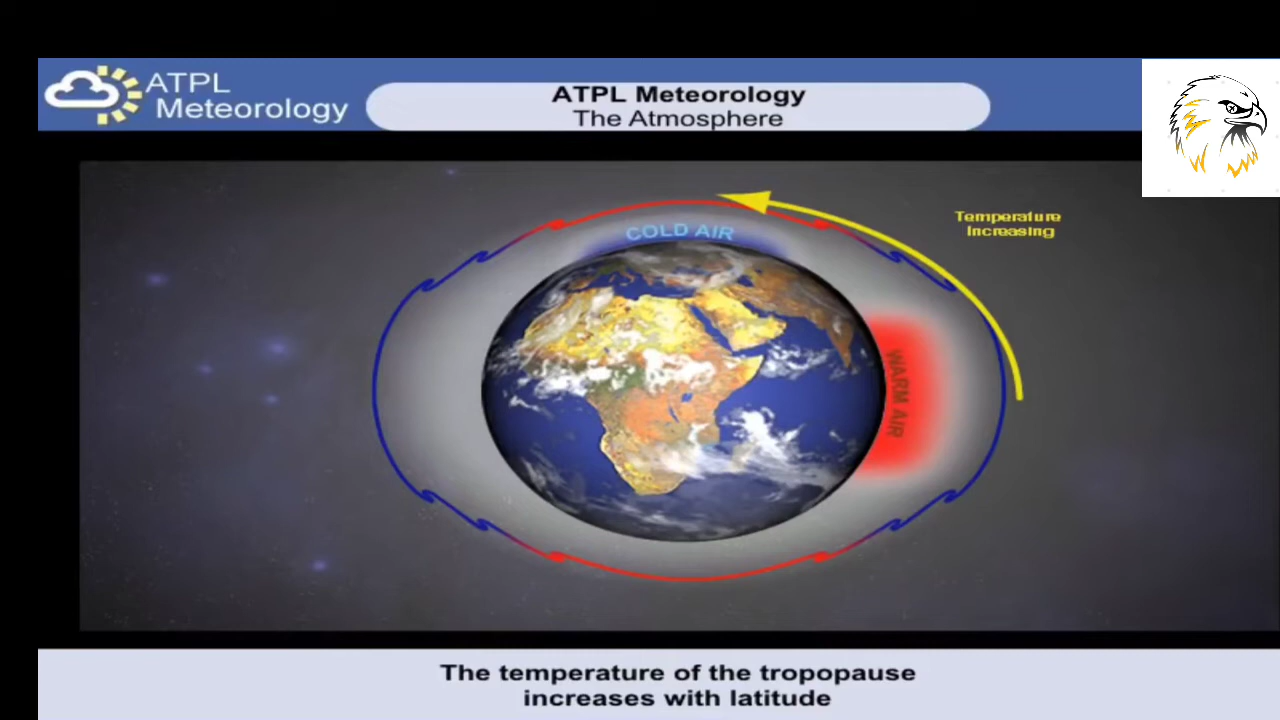 ATPL
Meteorology
ATPL Meteorology
The Atmosphere
Temperature
Increasing
COLD AIR
WARM AIR
The temperature of the tropopause
increases with latitude